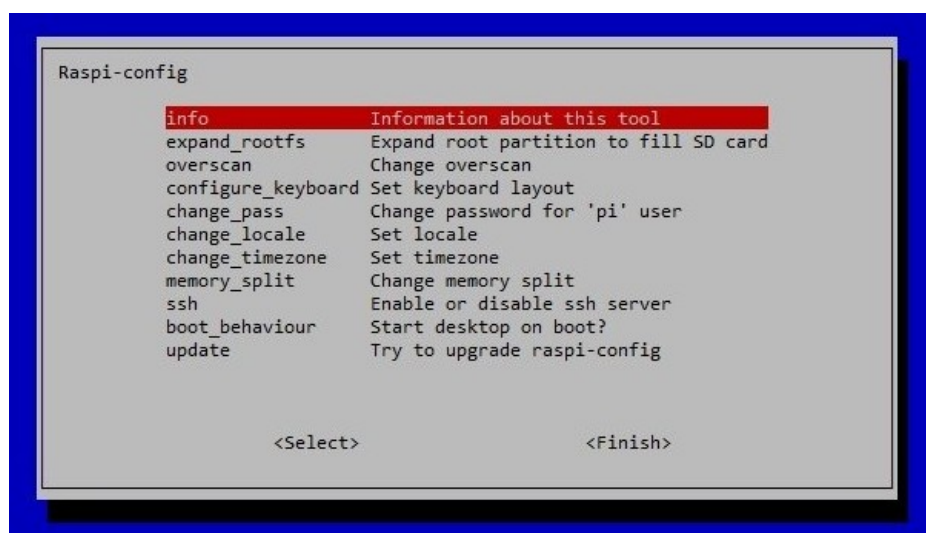 Raspi-config
info Information about this tool
expand_rootfs Expand root partition to fill SD card
overscan Change overscan
configure_keyboard Set keyboard layout
change_pass Change password for 'pi' user
change_locale Set locale
change_timezone Set timezone
memory_split Change memory split
ssh Enable or disable ssh server
boot_behaviour Start desktop on boot?
update Try to upgrade raspi-config
<Select> <Finish>